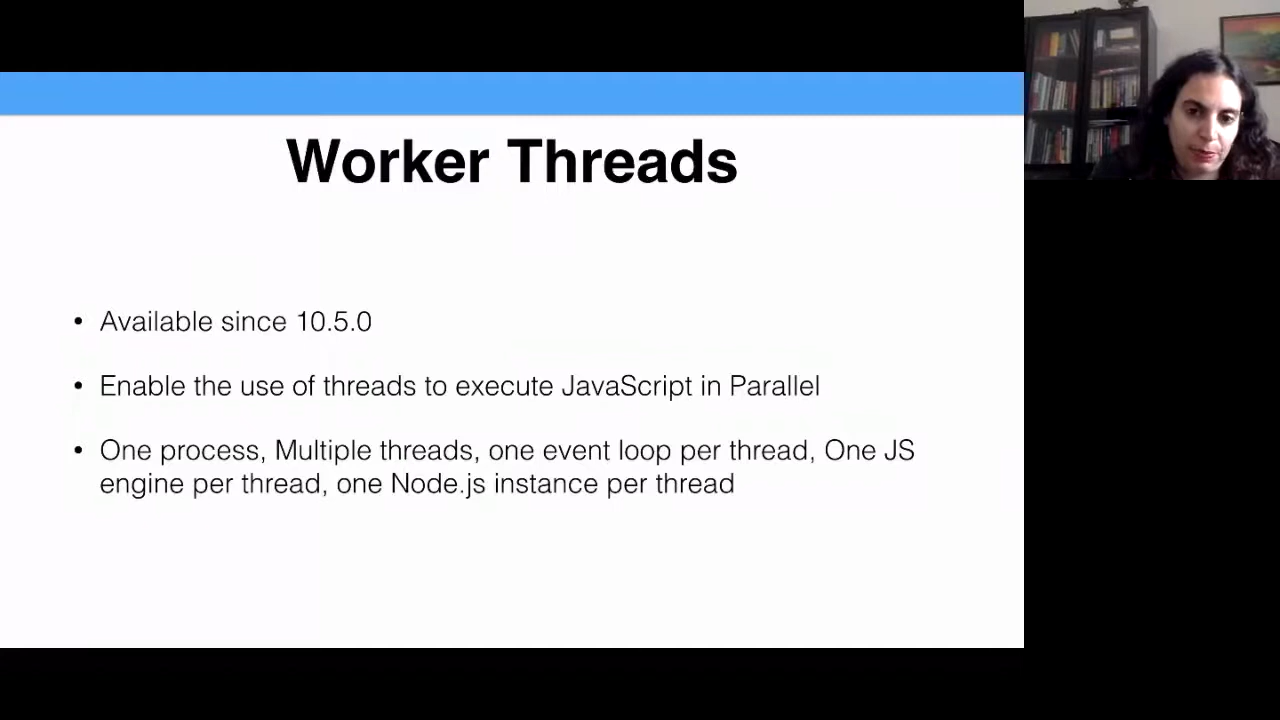 Worker Threads
• Available since 10.5.0
• Enable the use of threads to execute JavaScript in Parallel
• One process, Multiple threads, one event loop per thread, One JS
engine per thread, one Node.js instance per thread